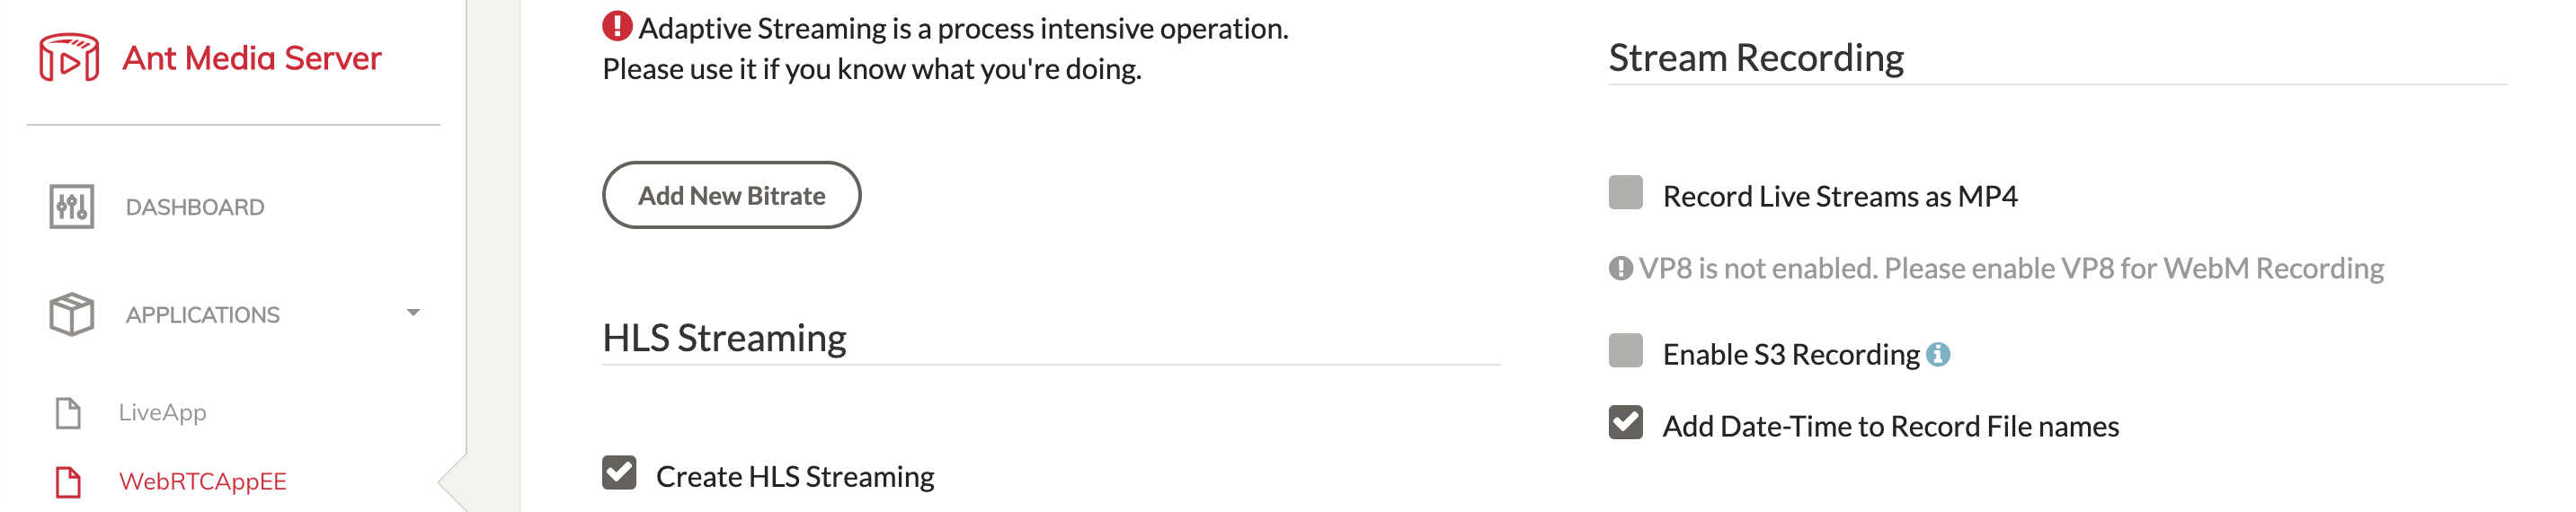 Ant Media Server
DASHBOARD
APPLICATIONS
LiveApp
WebRTCAppEE
Adaptive Streaming is a process intensive operation.
Please use it if you know what you're doing.
Add New Bitrate
HLS Streaming
Create HLS Streaming
Stream Recording
Record Live Streams as MP4
VP8 is not enabled. Please enable VP8 for WebM Recording
Enable S3 Recording
Add Date-Time to Record File names